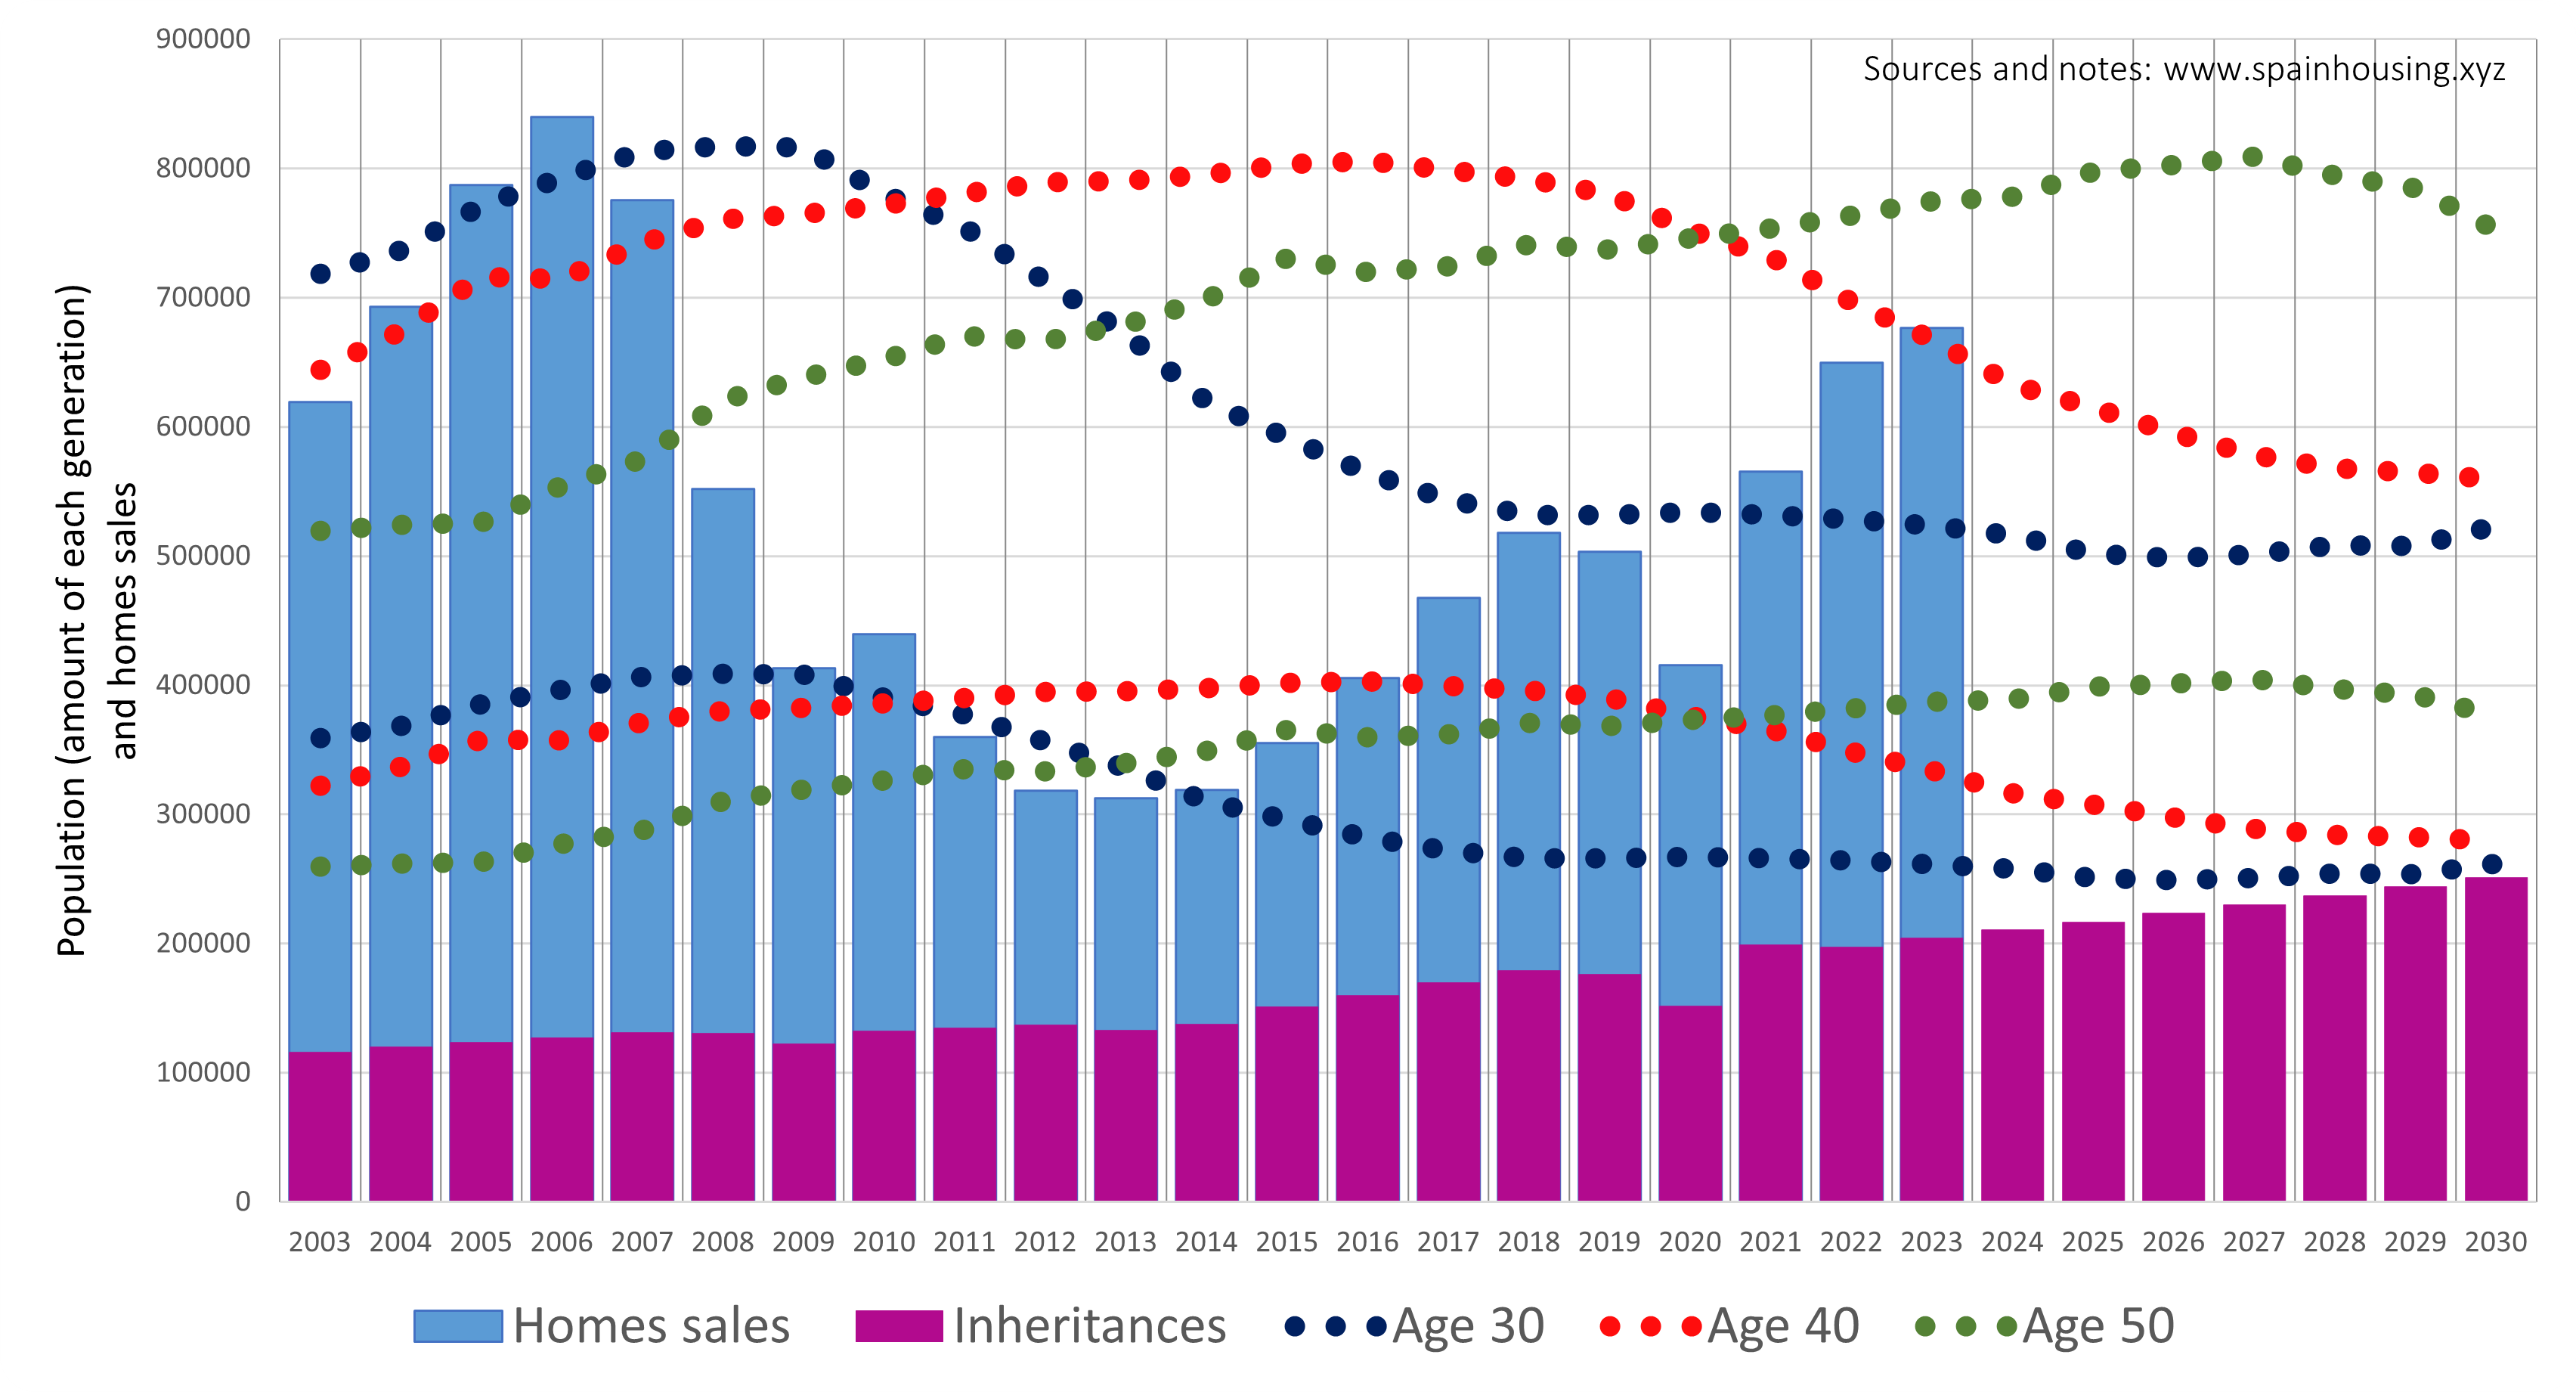 900000
Sources and notes: www.spainhousing.xyz
800000
700000
600000
500000
400000
300000
200000
100000
0
Population (amount of each generation)
and homes sales
2003 2004 2005 2006 2007 2008 2009 2010 2011 2012 2013 2014 2015 2016 2017 2018 2019 2020 2021 2022 2023 2024 2025 2026 2027 2028 2029 2030
Homes sales Inheritances Age 30 Age 40 Age 50